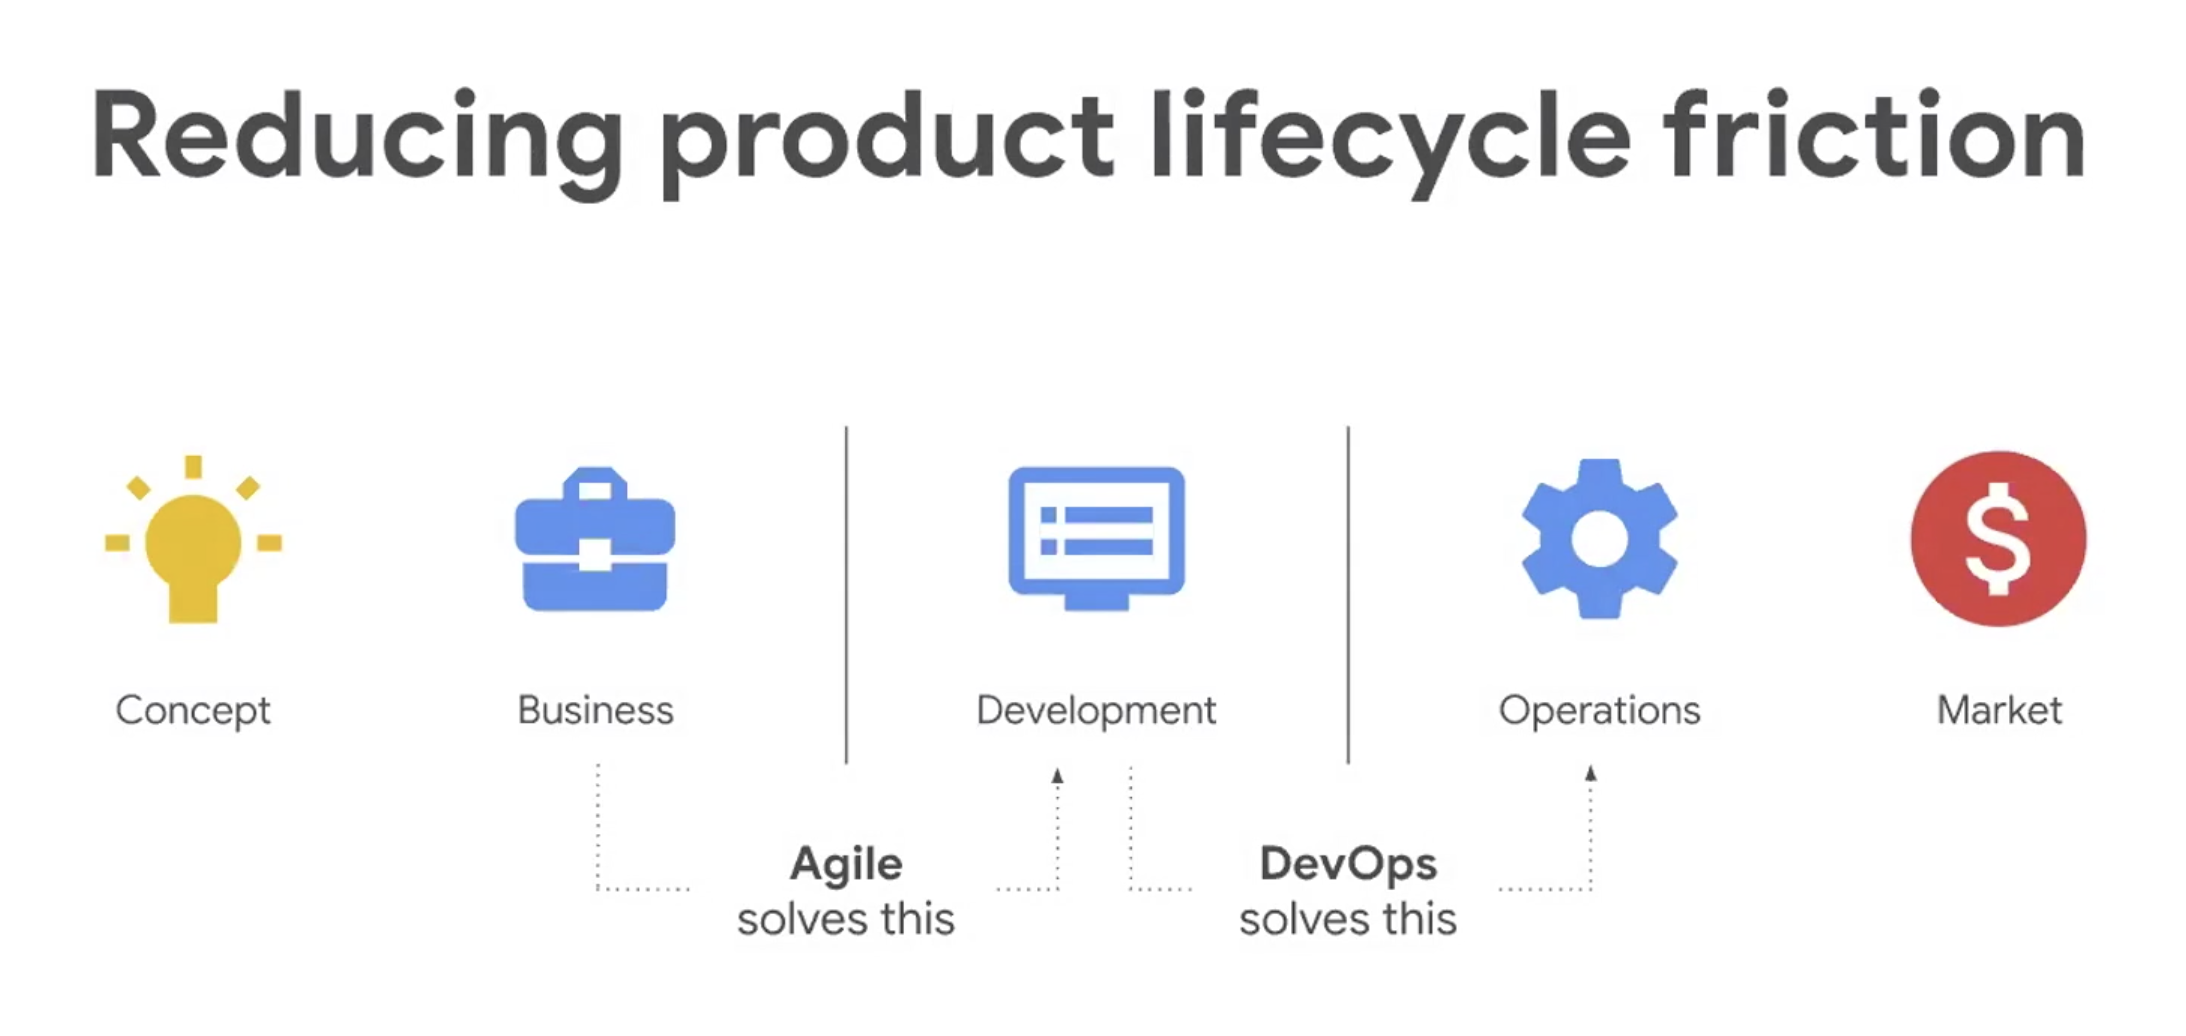 Reducing product lifecycle friction
$
Concept
Business
Development
Operations
Market
Agile
solves this
DevOps
solves this